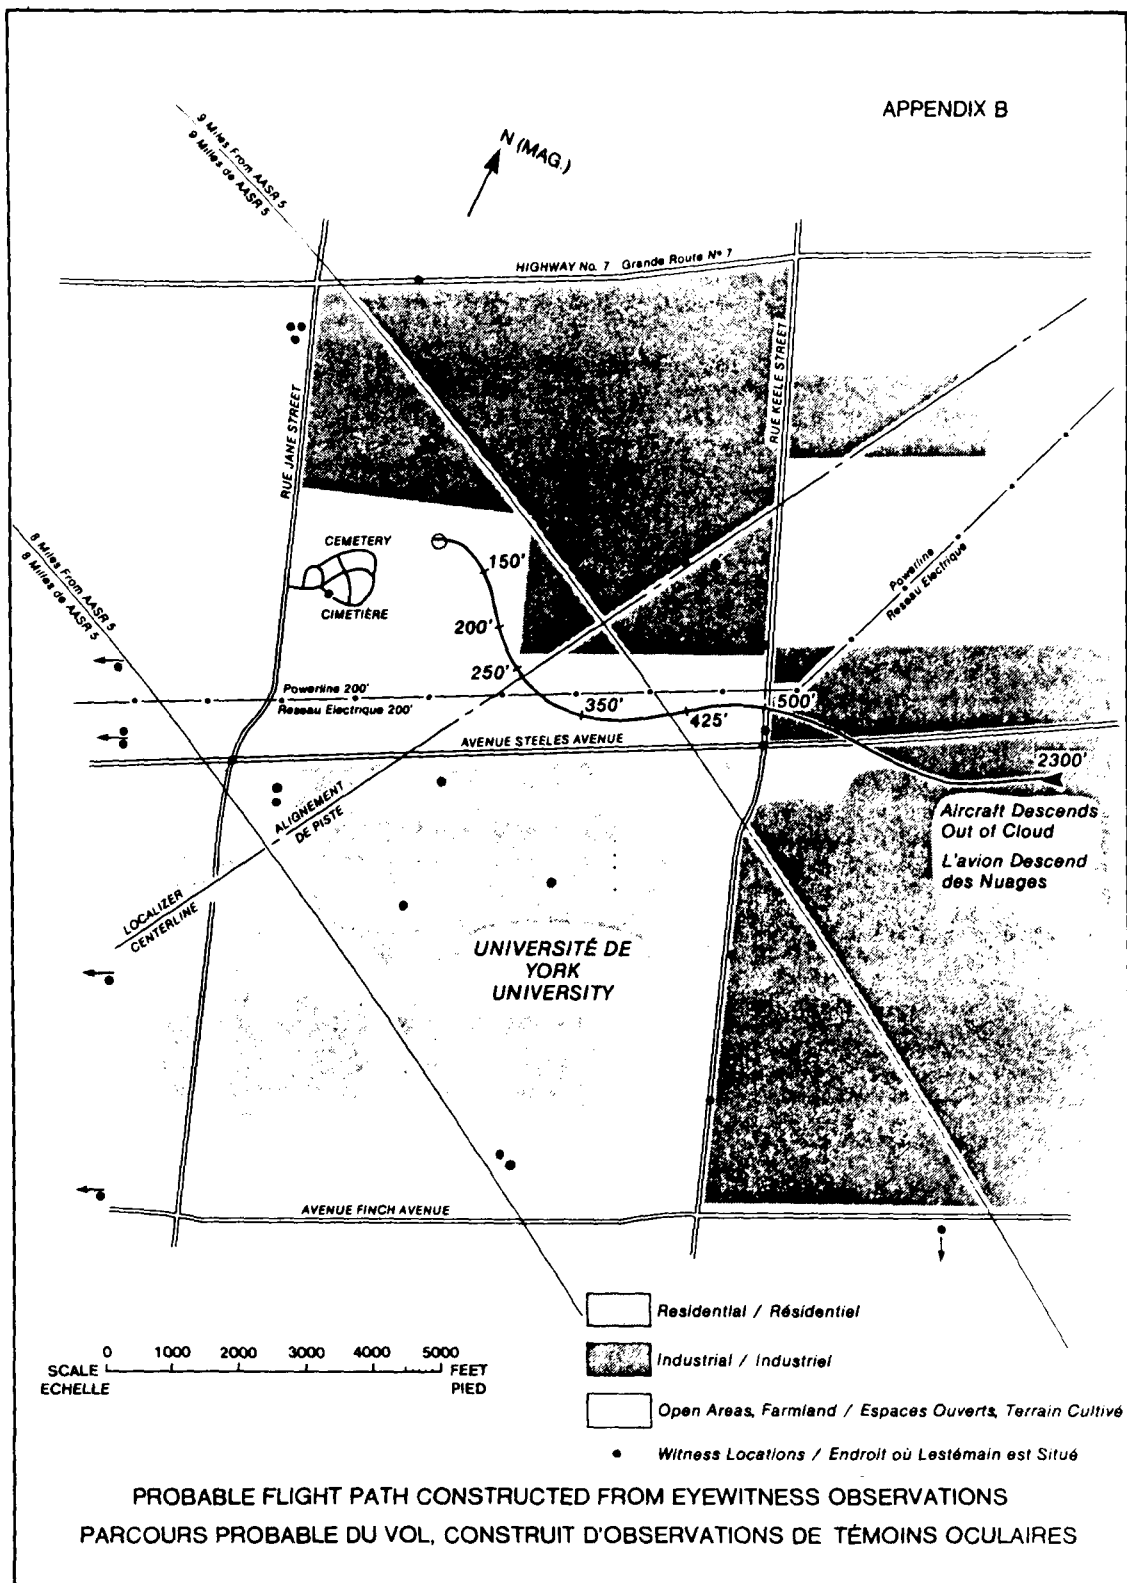 APPENDIX B
9 Miles From AASR 5
9 Milles de AASR 5
N (MAG.)
HIGHWAY No. 7 Grande Route Nº 7
RUE JANE STREET
RUE KEELE STREET
CEMETERY
CIMETIÈRE
8 Miles From AASR 5
8 Milles de AASR 5
150'
200'
250'
350'
425'
500'
2300'
Powerline
Reseau Electrique
Powerline 200'
Reseau Electrique 200'
AVENUE STEELES AVENUE
ALIGNEMENT
DE PISTE
LOCALIZER
CENTERLINE
Aircraft Descends
Out of Cloud
L'avion Descend
des Nuages
UNIVERSITÉ DE
YORK
UNIVERSITY
AVENUE FINCH AVENUE
Residential / Résidentiel
Industrial / Industriel
Open Areas, Farmland / Espaces Ouverts, Terrain Cultivé
Witness Locations / Endroit où Lestémain est Situé
0 1000 2000 3000 4000 5000
SCALE FEET
ECHELLE PIED
PROBABLE FLIGHT PATH CONSTRUCTED FROM EYEWITNESS OBSERVATIONS
PARCOURS PROBABLE DU VOL, CONSTRUIT D'OBSERVATIONS DE TÉMOINS OCULAIRES